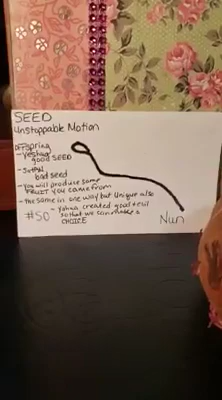 SEED
Unstoppable Motion
OFFspring
-Yeshua
good SEED
-Satan
bad seed
-You will produce same
FRUIT you came from
-the same in one way but Unique also
#50
-Yahua created good + evil
so that we can make a
CHOICE
Nun